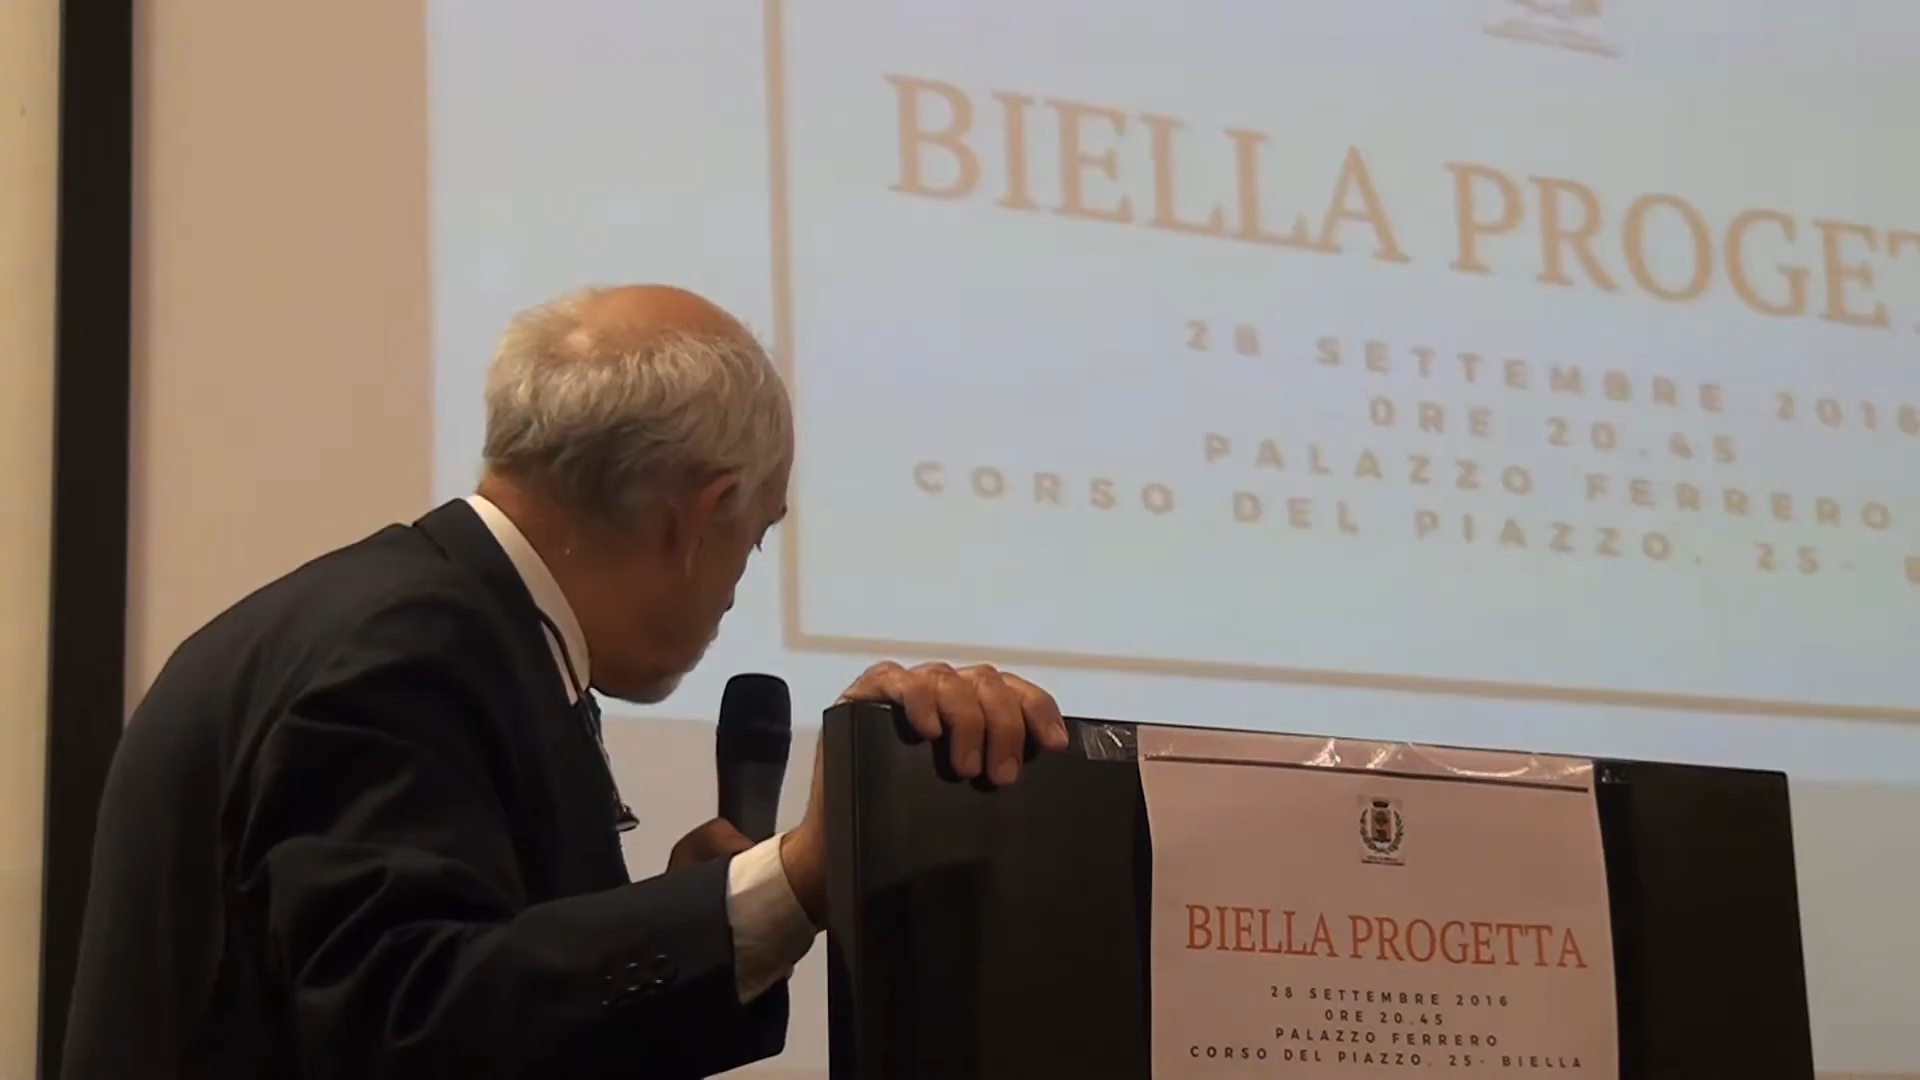 BIELLA PROGET
28 SETTEMBRE 2016
ORE 20.45
PALAZZO FERRERO
CORSO DEL PIAZZO, 25-
BIELLA PROGETTA
28 SETTEMBRE 2016
ORE 20.45
PALAZZO FERRERO
CORSO DEL PIAZZO, 25- BIELLA